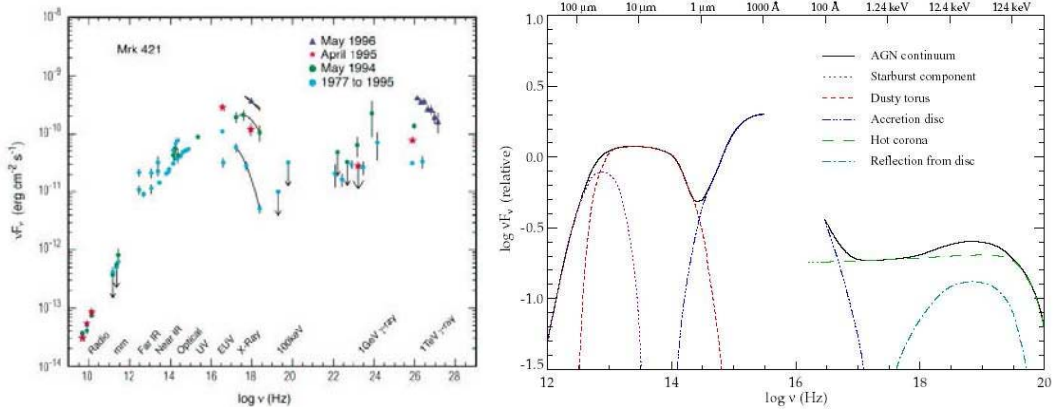 10⁻⁸
10⁻⁹
10⁻¹⁰
10⁻¹¹
10⁻¹²
10⁻¹³
10⁻¹⁴
νFᵥ (erg cm⁻² s⁻¹)
Mrk 421
May 1996
April 1995
May 1994
1977 to 1995
Radio
mm
Far IR
Near IR
Optical
UV
EUV
X-Ray
100keV
1GeV γ-ray
1TeV γ-ray
10 12 14 16 18 20 22 24 26 28
log ν (Hz)
100 µm 10 µm 1 µm 1000 Å 100 Å 1.24 keV 12.4 keV 124 keV
1.0
0.5
0.0
-0.5
-1.0
-1.5
log νFᵥ (relative)
AGN continuum
Starburst component
Dusty torus
Accretion disc
Hot corona
Reflection from disc
12 14 16 18 20
log ν (Hz)